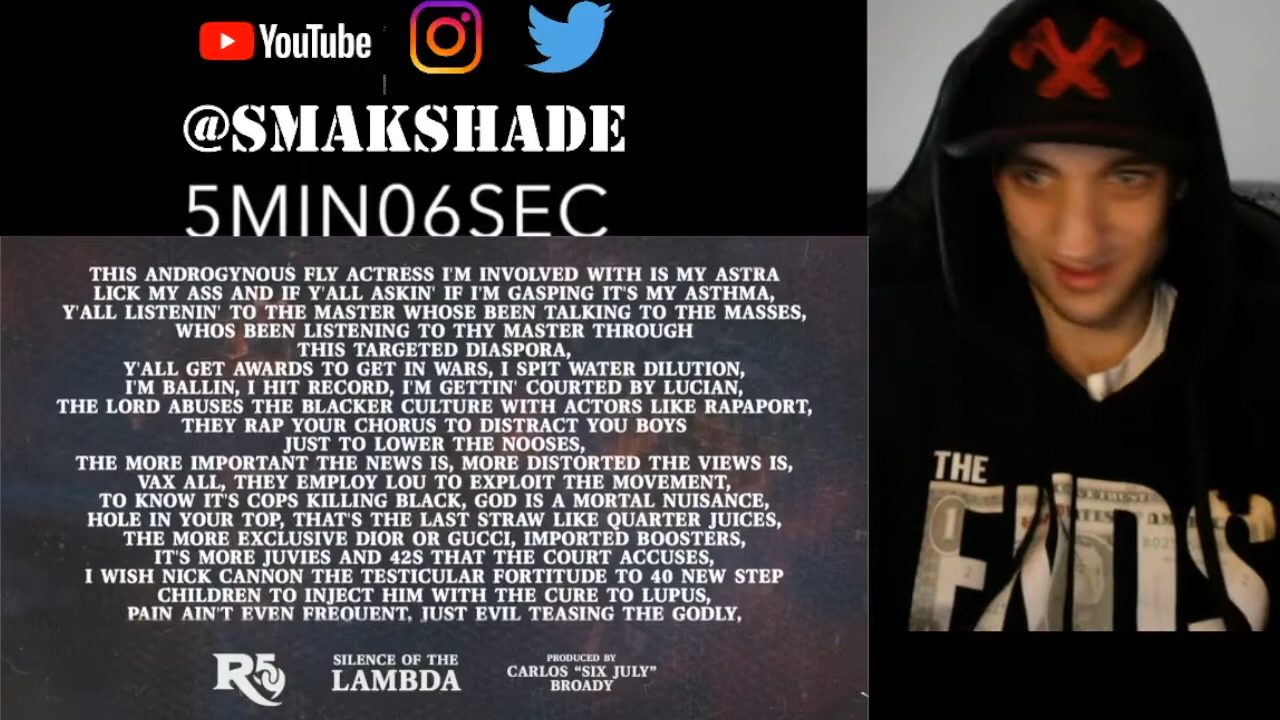 YouTube
@SMAKSHADE
5MIN06SEC
THIS ANDROGYNOUS FLY ACTRESS I'M INVOLVED WITH IS MY ASTRA
LICK MY ASS AND IF Y'ALL ASKIN' IF I'M GASPING IT'S MY ASTHMA,
Y'ALL LISTENIN' TO THE MASTER WHOSE BEEN TALKING TO THE MASSES,
WHOS BEEN LISTENING TO THY MASTER THROUGH
THIS TARGETED DIASPORA,
Y'ALL GET AWARDS TO GET IN WARS, I SPIT WATER DILUTION,
I'M BALLIN, I HIT RECORD, I'M GETTIN' COURTED BY LUCIAN,
THE LORD ABUSES THE BLACKER CULTURE WITH ACTORS LIKE RAPAPORT,
THEY RAP YOUR CHORUS TO DISTRACT YOU BOYS
JUST TO LOWER THE NOOSES,
THE MORE IMPORTANT THE NEWS IS, MORE DISTORTED THE VIEWS IS,
VAX ALL, THEY EMPLOY LOU TO EXPLOIT THE MOVEMENT,
TO KNOW IT'S COPS KILLING BLACK, GOD IS A MORTAL NUISANCE,
HOLE IN YOUR TOP, THAT'S THE LAST STRAW LIKE QUARTER JUICES,
THE MORE EXCLUSIVE DIOR OR GUCCI, IMPORTED BOOSTERS,
IT'S MORE JUVIES AND 42S THAT THE COURT ACCUSES,
I WISH NICK CANNON THE TESTICULAR FORTITUDE TO 40 NEW STEP
CHILDREN TO INJECT HIM WITH THE CURE TO LUPUS,
PAIN AIN'T EVEN FREQUENT, JUST EVIL TEASING THE GODLY,
R59
SILENCE OF THE
LAMBDA
PRODUCED BY
CARLOS "SIX JULY"
BROADY
THE
ENDS